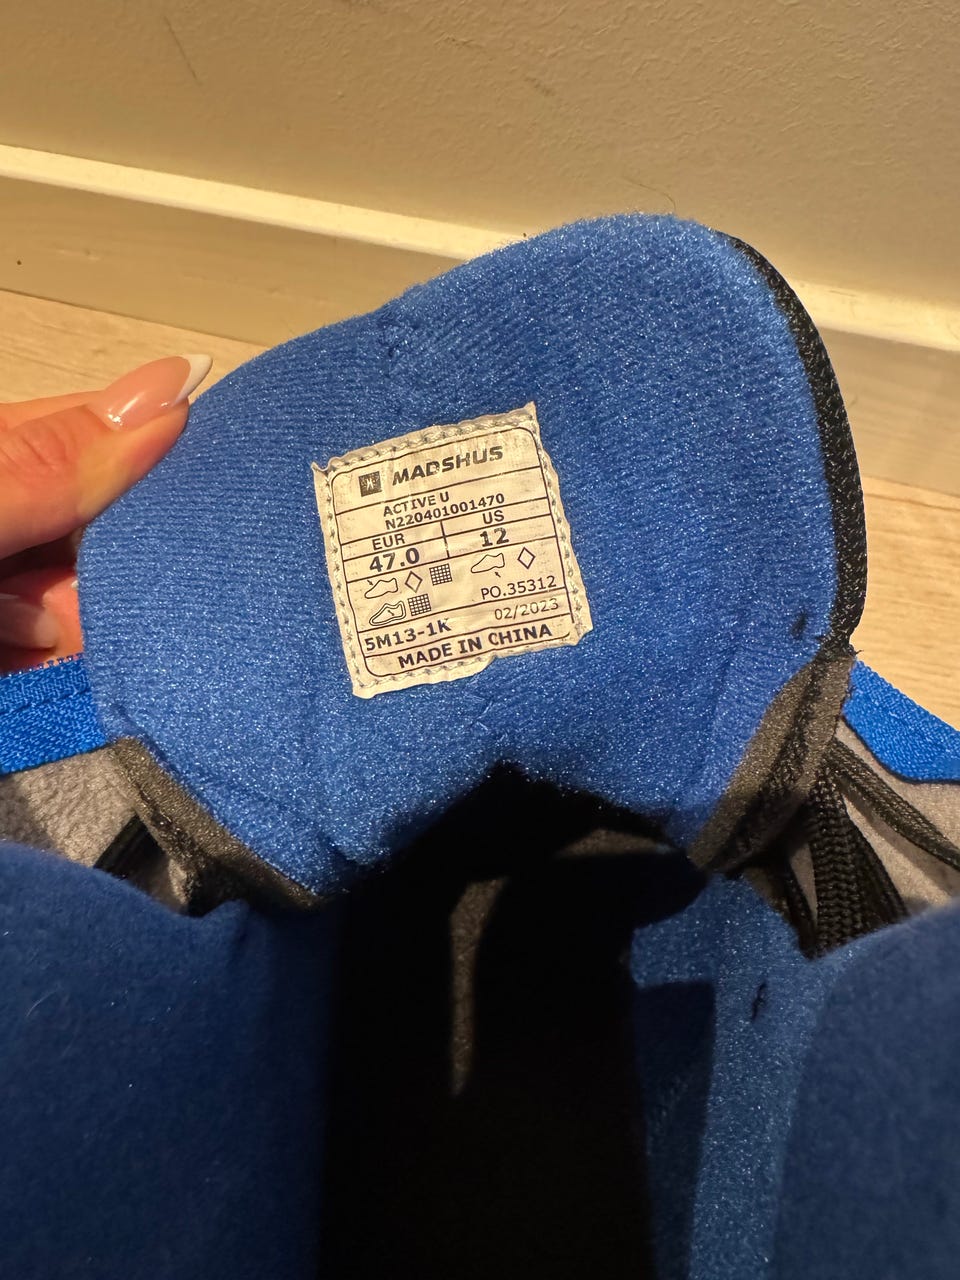 MADSHUS
ACTIVE U
N220401001470
EUR US
47.0 12
PO.35312
02/2023
5M13-1K
MADE IN CHINA